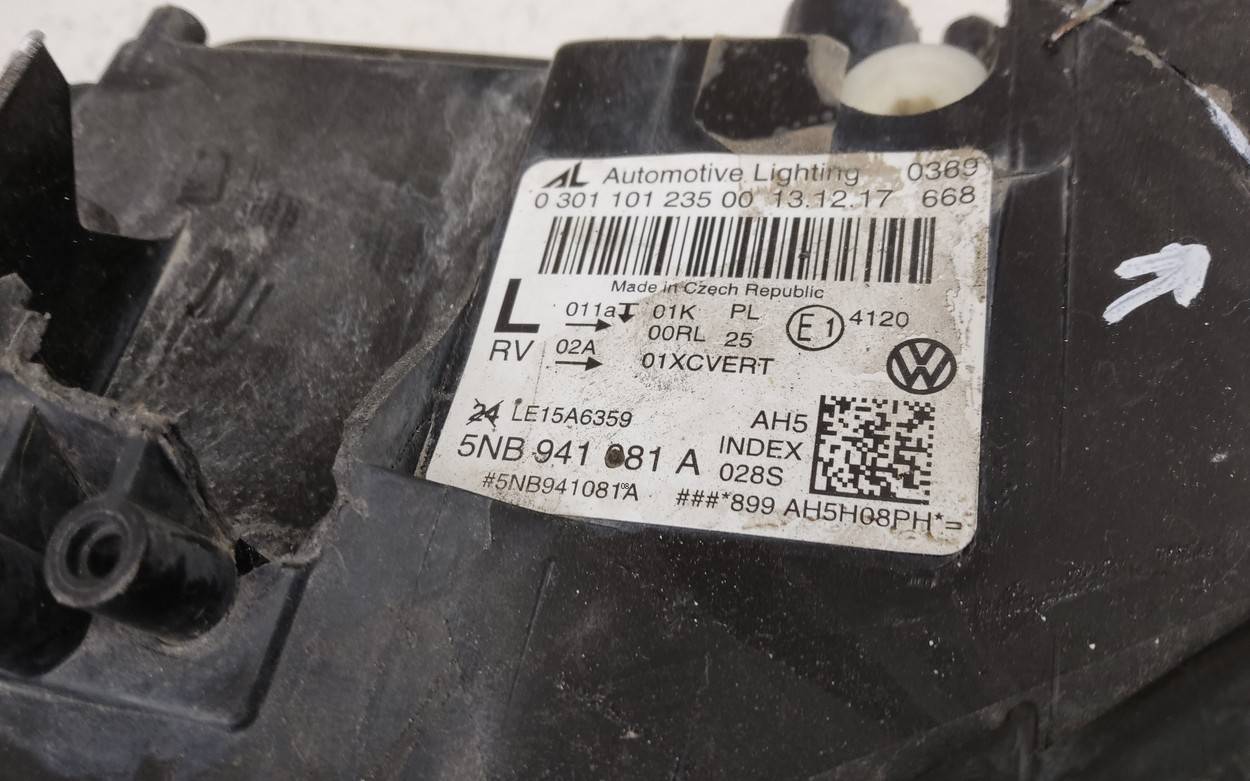 AL Automotive Lighting 0369
0 301 101 235 00 13.12.17 668
Made in Czech Republic
L 011a 01K PL E1 4120
00RL 25
RV 02A 01XCVERT
VW
24 LE15A6359 AH5
5NB 941 081 A INDEX
028S
#5NB941081A ###*899 AH5H08PH*=